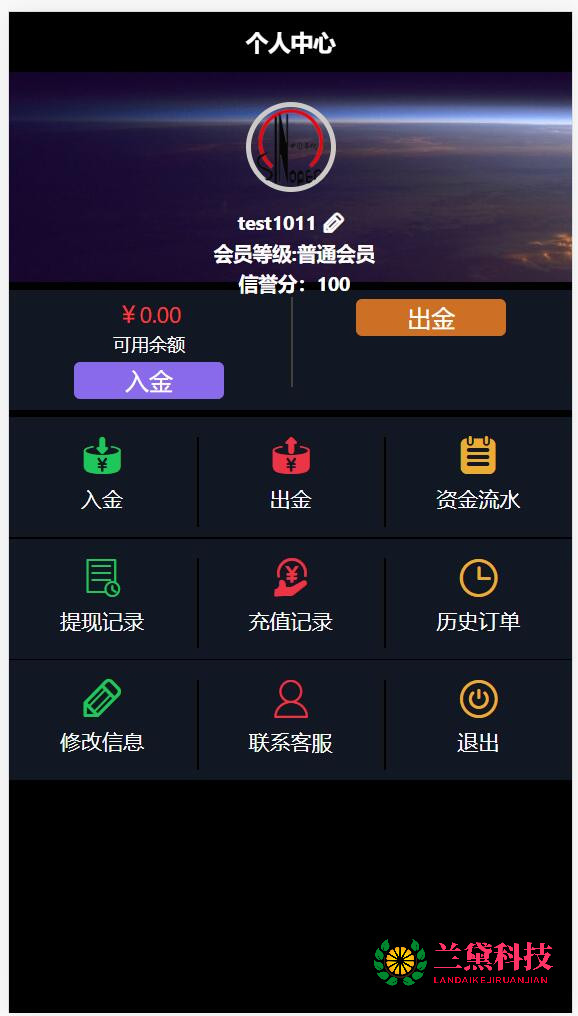 个人中心
test1011
会员等级:普通会员
信誉分：100
￥0.00
可用余额
入金
出金
入金
出金
资金流水
提现记录
充值记录
历史订单
修改信息
联系客服
退出
兰黛科技
LANDAIKEJIRUANJIAN